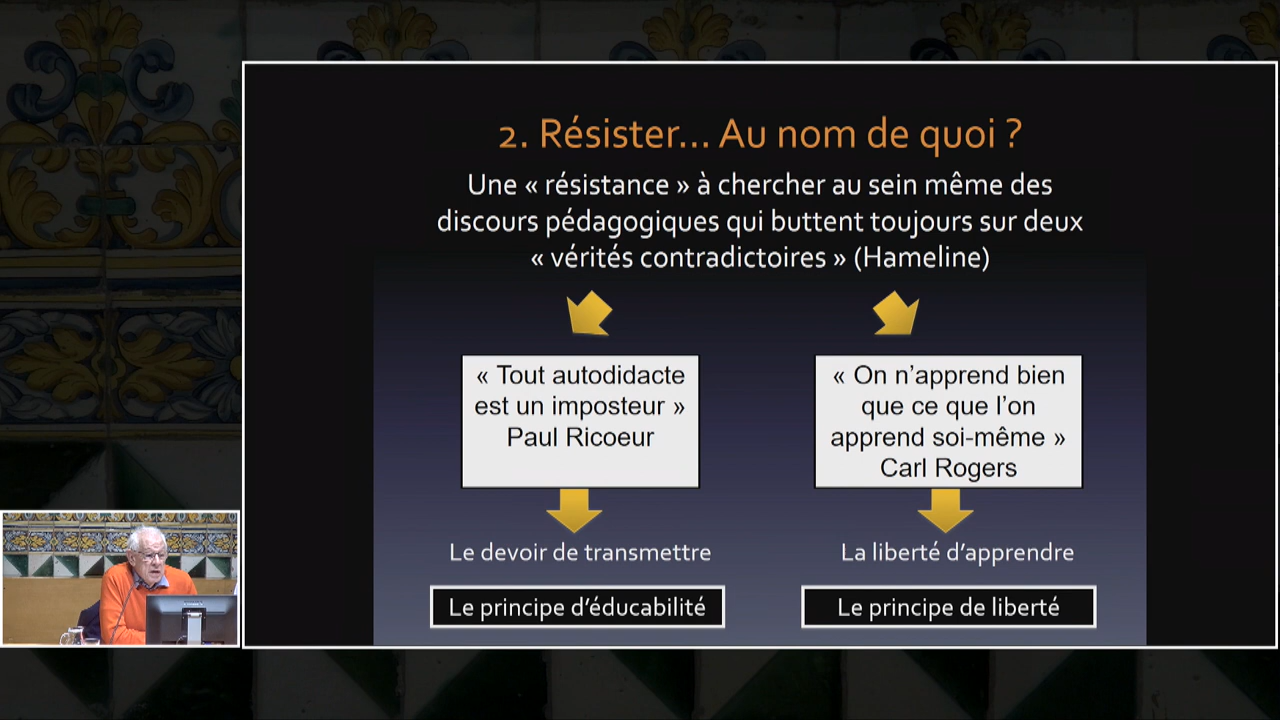 2. Résister... Au nom de quoi ?
Une « résistance » à chercher au sein même des
discours pédagogiques qui buttent toujours sur deux
« vérités contradictoires » (Hameline)
« Tout autodidacte
est un imposteur »
Paul Ricoeur
« On n’apprend bien
que ce que l’on
apprend soi-même »
Carl Rogers
Le devoir de transmettre
La liberté d’apprendre
Le principe d’éducabilité
Le principe de liberté